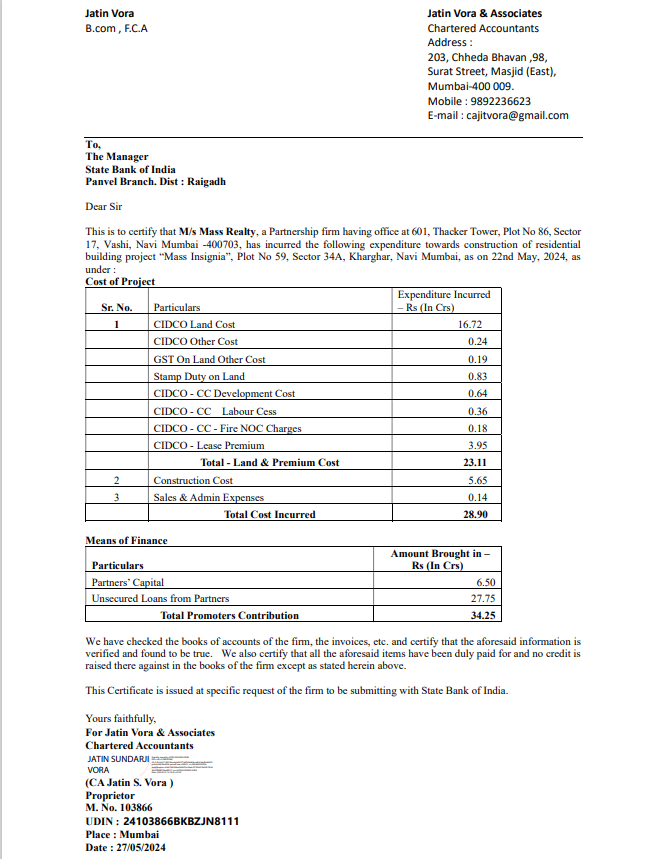 Jatin Vora
B.com , F.C.A
Jatin Vora & Associates
Chartered Accountants
Address :
203, Chheda Bhavan ,98,
Surat Street, Masjid (East),
Mumbai-400 009.
Mobile : 9892236623
E-mail : cajitvora@gmail.com
To,
The Manager
State Bank of India
Panvel Branch. Dist : Raigadh
Dear Sir
This is to certify that M/s Mass Realty, a Partnership firm having office at 601, Thacker Tower, Plot No 86, Sector
17, Vashi, Navi Mumbai -400703, has incurred the following expenditure towards construction of residential
building project “Mass Insignia”, Plot No 59, Sector 34A, Kharghar, Navi Mumbai, as on 22nd May, 2024, as
under :
Cost of Project
Sr. No. Particulars Expenditure Incurred – Rs (In Crs)
1 CIDCO Land Cost 16.72
CIDCO Other Cost 0.24
GST On Land Other Cost 0.19
Stamp Duty on Land 0.83
CIDCO - CC Development Cost 0.64
CIDCO - CC Labour Cess 0.36
CIDCO - CC - Fire NOC Charges 0.18
CIDCO - Lease Premium 3.95
Total - Land & Premium Cost 23.11
2 Construction Cost 5.65
3 Sales & Admin Expenses 0.14
Total Cost Incurred 28.90
Means of Finance
Particulars Amount Brought in – Rs (In Crs)
Partners’ Capital 6.50
Unsecured Loans from Partners 27.75
Total Promoters Contribution 34.25
We have checked the books of accounts of the firm, the invoices, etc. and certify that the aforesaid information is
verified and found to be true. We also certify that all the aforesaid items have been duly paid for and no credit is
raised there against in the books of the firm except as stated herein above.
This Certificate is issued at specific request of the firm to be submitting with State Bank of India.
Yours faithfully,
For Jatin Vora & Associates
Chartered Accountants
JATIN SUNDARJI
VORA
(CA Jatin S. Vora )
Proprietor
M. No. 103866
UDIN : 24103866BKBZJN8111
Place : Mumbai
Date : 27/05/2024